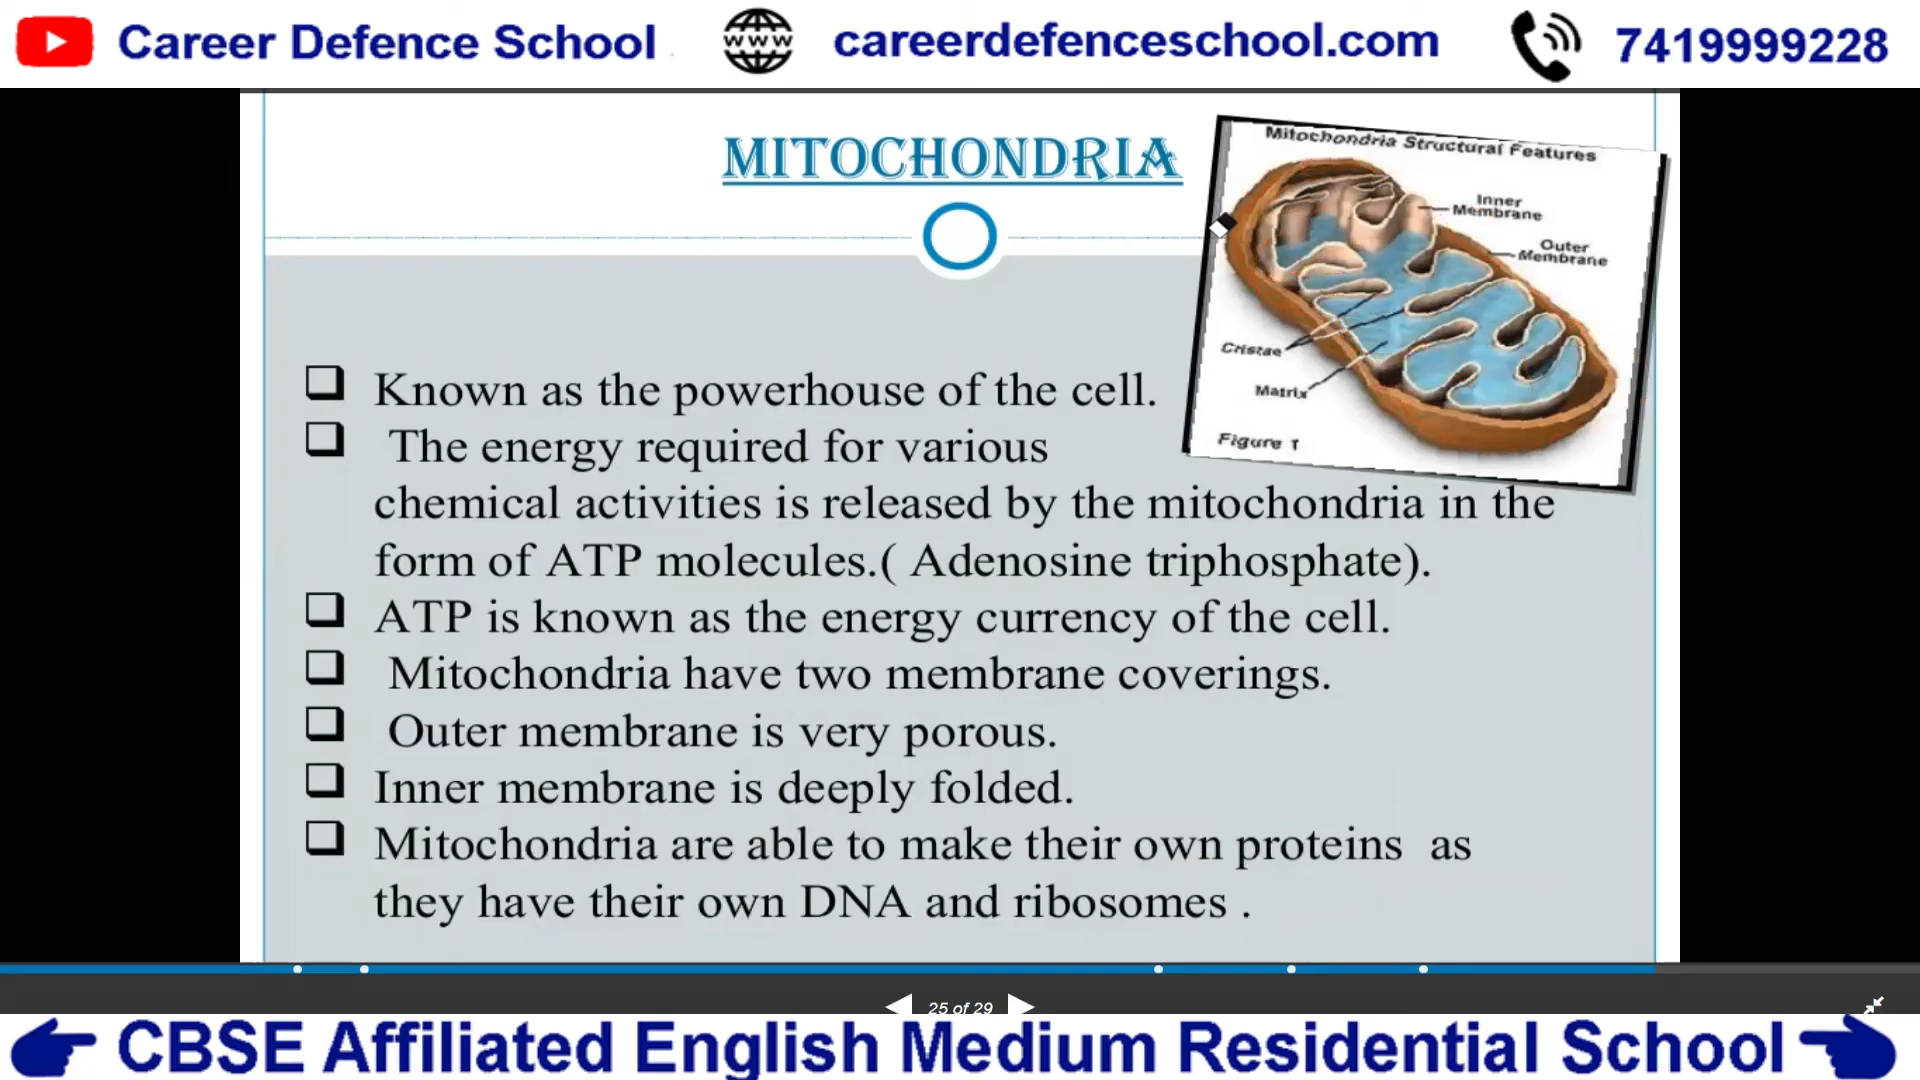 Career Defence School
www
careerdefenceschool.com
7419999228
MITOCHONDRIA
Mitochondria Structural Features
Inner
Membrane
Outer
Membrane
Cristae
Matrix
Figure 1
Known as the powerhouse of the cell.
The energy required for various
chemical activities is released by the mitochondria in the
form of ATP molecules.( Adenosine triphosphate).
ATP is known as the energy currency of the cell.
Mitochondria have two membrane coverings.
Outer membrane is very porous.
Inner membrane is deeply folded.
Mitochondria are able to make their own proteins as
they have their own DNA and ribosomes .
25 of 29
CBSE Affiliated English Medium Residential School